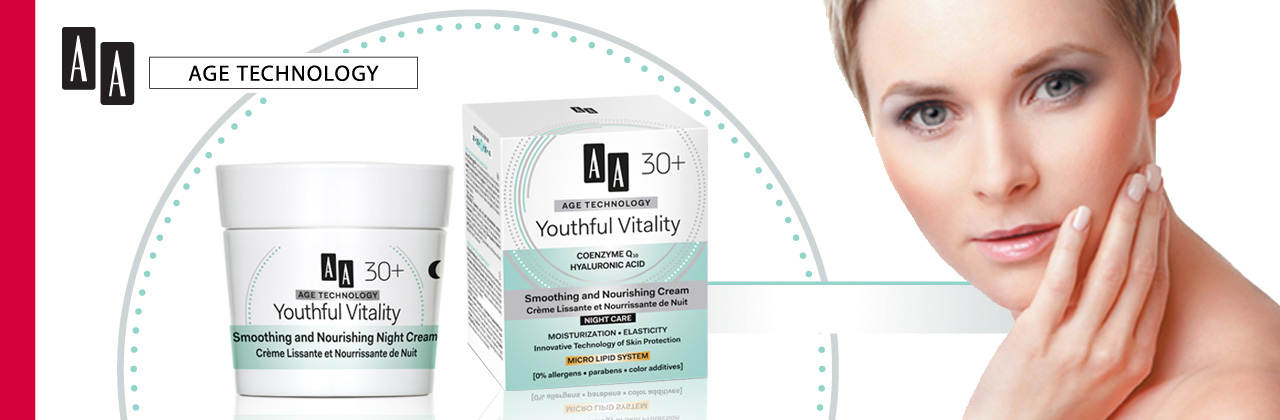 A A
AGE TECHNOLOGY
AA
AA 30+
AGE TECHNOLOGY
Youthful Vitality
COENZYME Q10
HYALURONIC ACID
Smoothing and Nourishing Cream
Crème Lissante et Nourrissante de Nuit
NIGHT CARE
MOISTURIZATION • ELASTICITY
Innovative Technology of Skin Protection
MICRO LIPID SYSTEM
[0% allergens • parabens • color additives]
AA 30+
AGE TECHNOLOGY
Youthful Vitality
Smoothing and Nourishing Night Cream
Crème Lissante et Nourrissante de Nuit